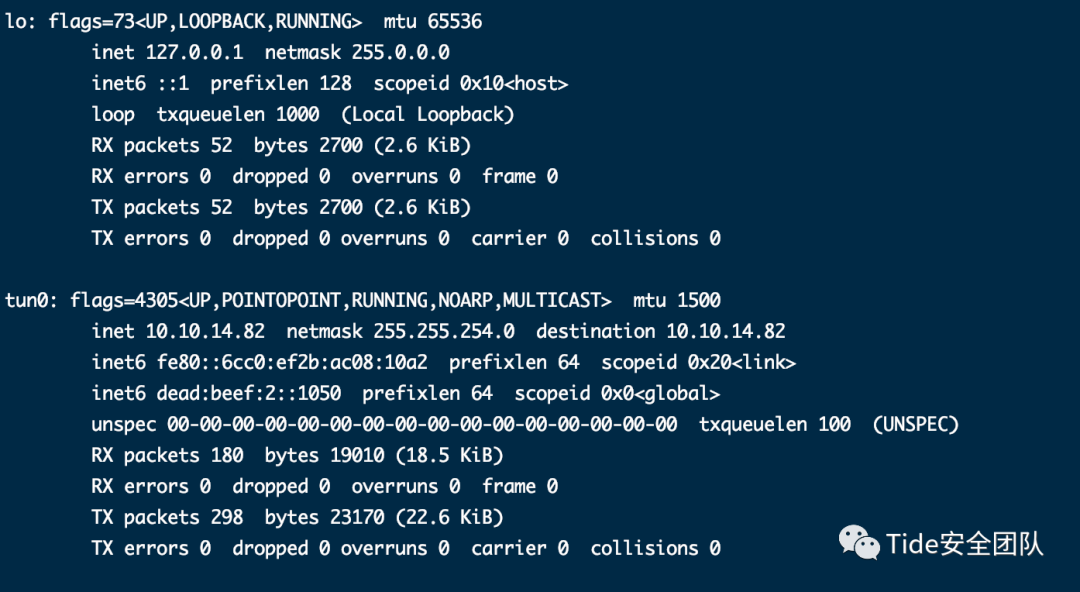 lo: flags=73<UP,LOOPBACK,RUNNING>  mtu 65536
        inet 127.0.0.1  netmask 255.0.0.0
        inet6 ::1  prefixlen 128  scopeid 0x10<host>
        loop  txqueuelen 1000  (Local Loopback)
        RX packets 52  bytes 2700 (2.6 KiB)
        RX errors 0  dropped 0  overruns 0  frame 0
        TX packets 52  bytes 2700 (2.6 KiB)
        TX errors 0  dropped 0 overruns 0  carrier 0  collisions 0

tun0: flags=4305<UP,POINTOPOINT,RUNNING,NOARP,MULTICAST>  mtu 1500
        inet 10.10.14.82  netmask 255.255.254.0  destination 10.10.14.82
        inet6 fe80::6cc0:ef2b:ac08:10a2  prefixlen 64  scopeid 0x20<link>
        inet6 dead:beef:2::1050  prefixlen 64  scopeid 0x0<global>
        unspec 00-00-00-00-00-00-00-00-00-00-00-00-00-00-00-00  txqueuelen 100  (UNSPEC)
        RX packets 180  bytes 19010 (18.5 KiB)
        RX errors 0  dropped 0  overruns 0  frame 0
        TX packets 298  bytes 23170 (22.6 KiB)
        TX errors 0  dropped 0 overruns 0  carrier 0  collisions 0
Tide安全团队